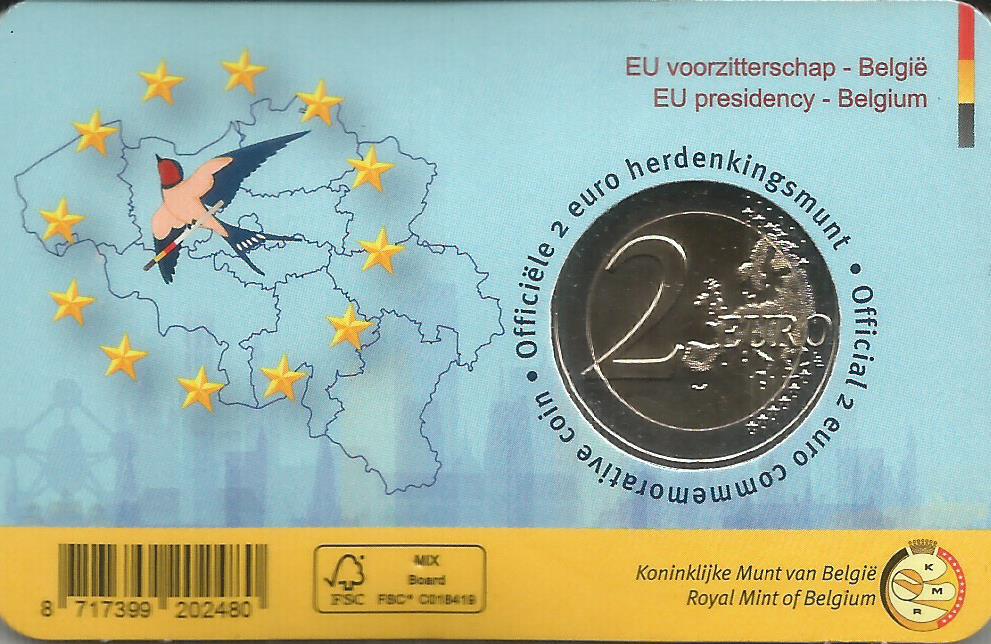 EU voorzitterschap - België
EU presidency - Belgium
Officiële 2 euro herdenkingsmunt • Official 2 euro commemorative coin •
2 EURO
8 717399 202480
FSC
MIX
Board
FSC® C018419
Koninklijke Munt van België
Royal Mint of Belgium
K
M
R